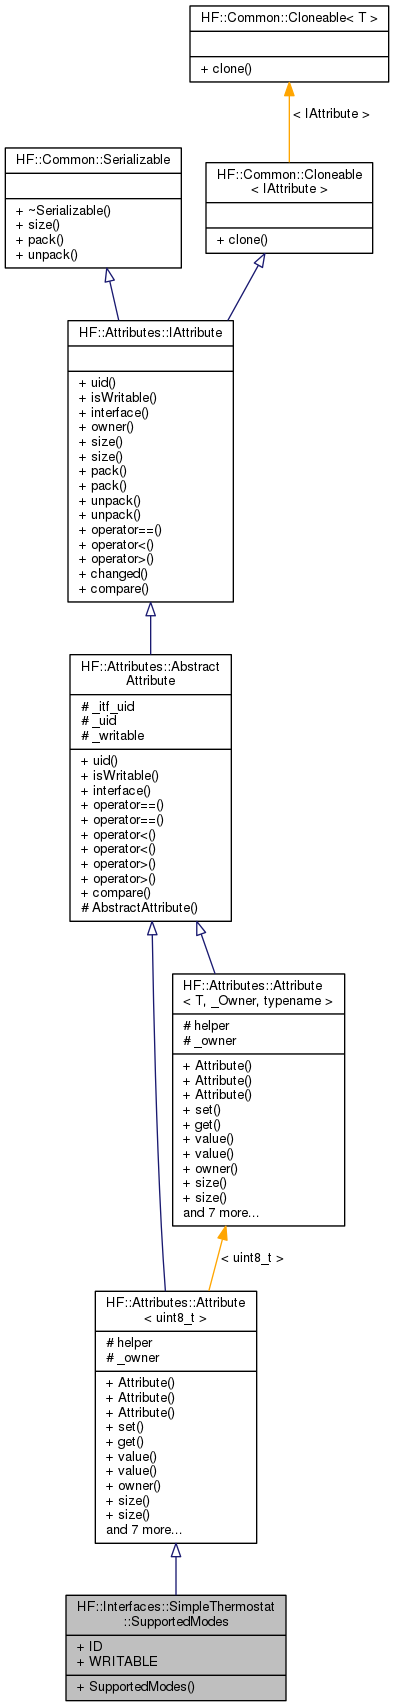 HF::Common::Cloneable< T >
+ clone()
< IAttribute >
HF::Common::Serializable
+ ~Serializable()
+ size()
+ pack()
+ unpack()
HF::Common::Cloneable
< IAttribute >
+ clone()
HF::Attributes::IAttribute
+ uid()
+ isWritable()
+ interface()
+ owner()
+ size()
+ size()
+ pack()
+ pack()
+ unpack()
+ unpack()
+ operator==()
+ operator<()
+ operator>()
+ changed()
+ compare()
HF::Attributes::Abstract
Attribute
# _itf_uid
# _uid
# _writable
+ uid()
+ isWritable()
+ interface()
+ operator==()
+ operator==()
+ operator<()
+ operator<()
+ operator>()
+ operator>()
+ compare()
# AbstractAttribute()
HF::Attributes::Attribute
< T, _Owner, typename >
# helper
# _owner
+ Attribute()
+ Attribute()
+ Attribute()
+ set()
+ get()
+ value()
+ value()
+ owner()
+ size()
+ size()
and 7 more...
< uint8_t >
HF::Attributes::Attribute
< uint8_t >
# helper
# _owner
+ Attribute()
+ Attribute()
+ Attribute()
+ set()
+ get()
+ value()
+ value()
+ owner()
+ size()
+ size()
and 7 more...
HF::Interfaces::SimpleThermostat
::SupportedModes
+ ID
+ WRITABLE
+ SupportedModes()